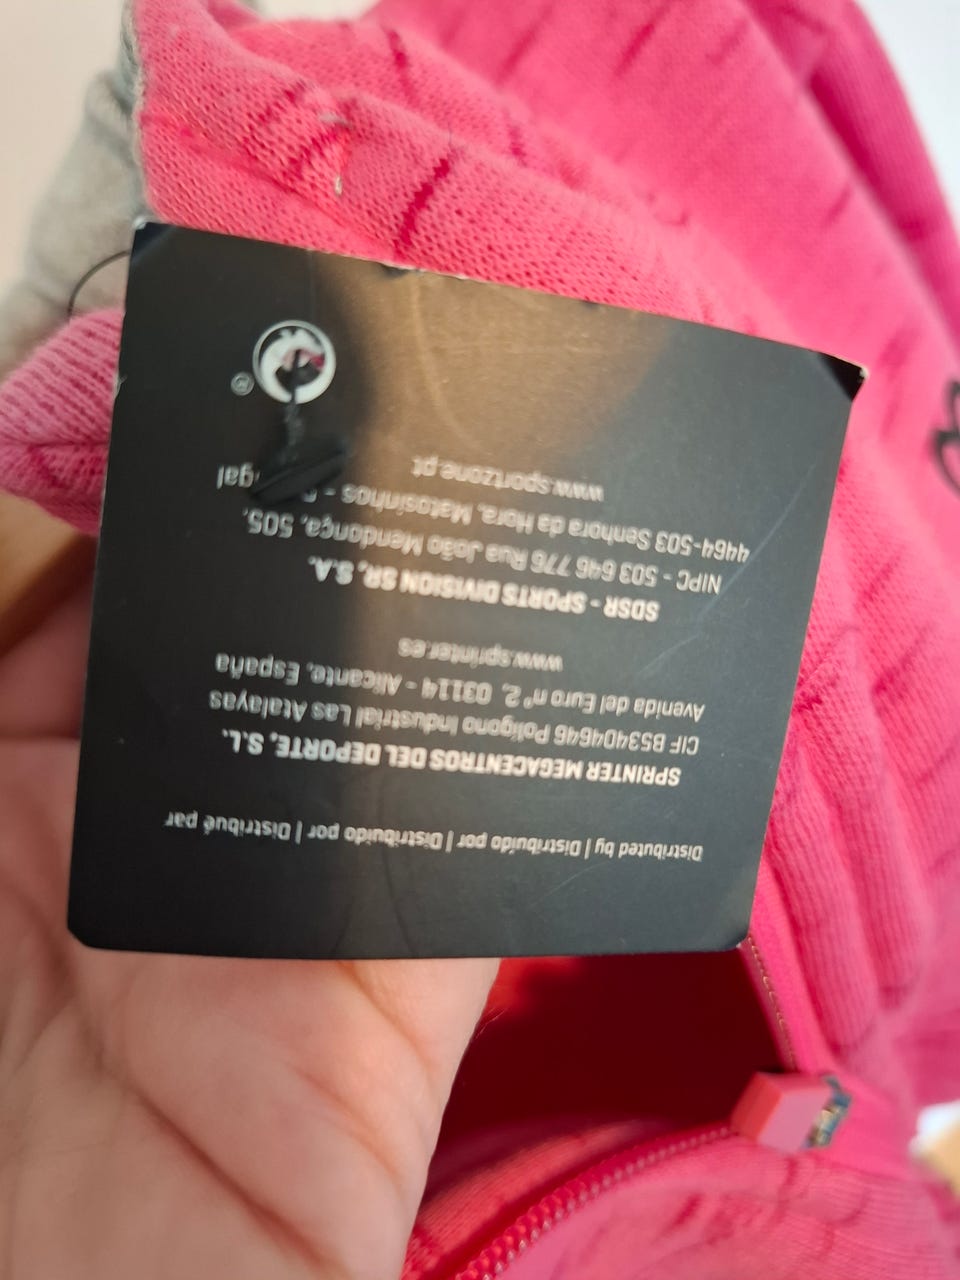 Distributed by | Distribuído por | Distribuido por | Distribué par
SPRINTER MEGACENTROS DEL DEPORTE, S.L.
CIF B53404646 Polígono Industrial Las Atalayas
Avenida del Euro nº2, 03114 - Alicante, España
www.sprinter.es
SDSR - SPORTS DIVISION SR, S.A.
NIPC - 503 646 776 Rua João Mendonça, 505,
4464-503 Senhora da Hora, Matosinhos -
www.sportzone.pt
®